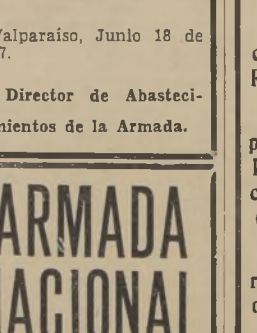 Valparaíso, Junio 18 de
7.
Director de Abasteci-
mientos de la Armada.
ARMADA
NACIONAL